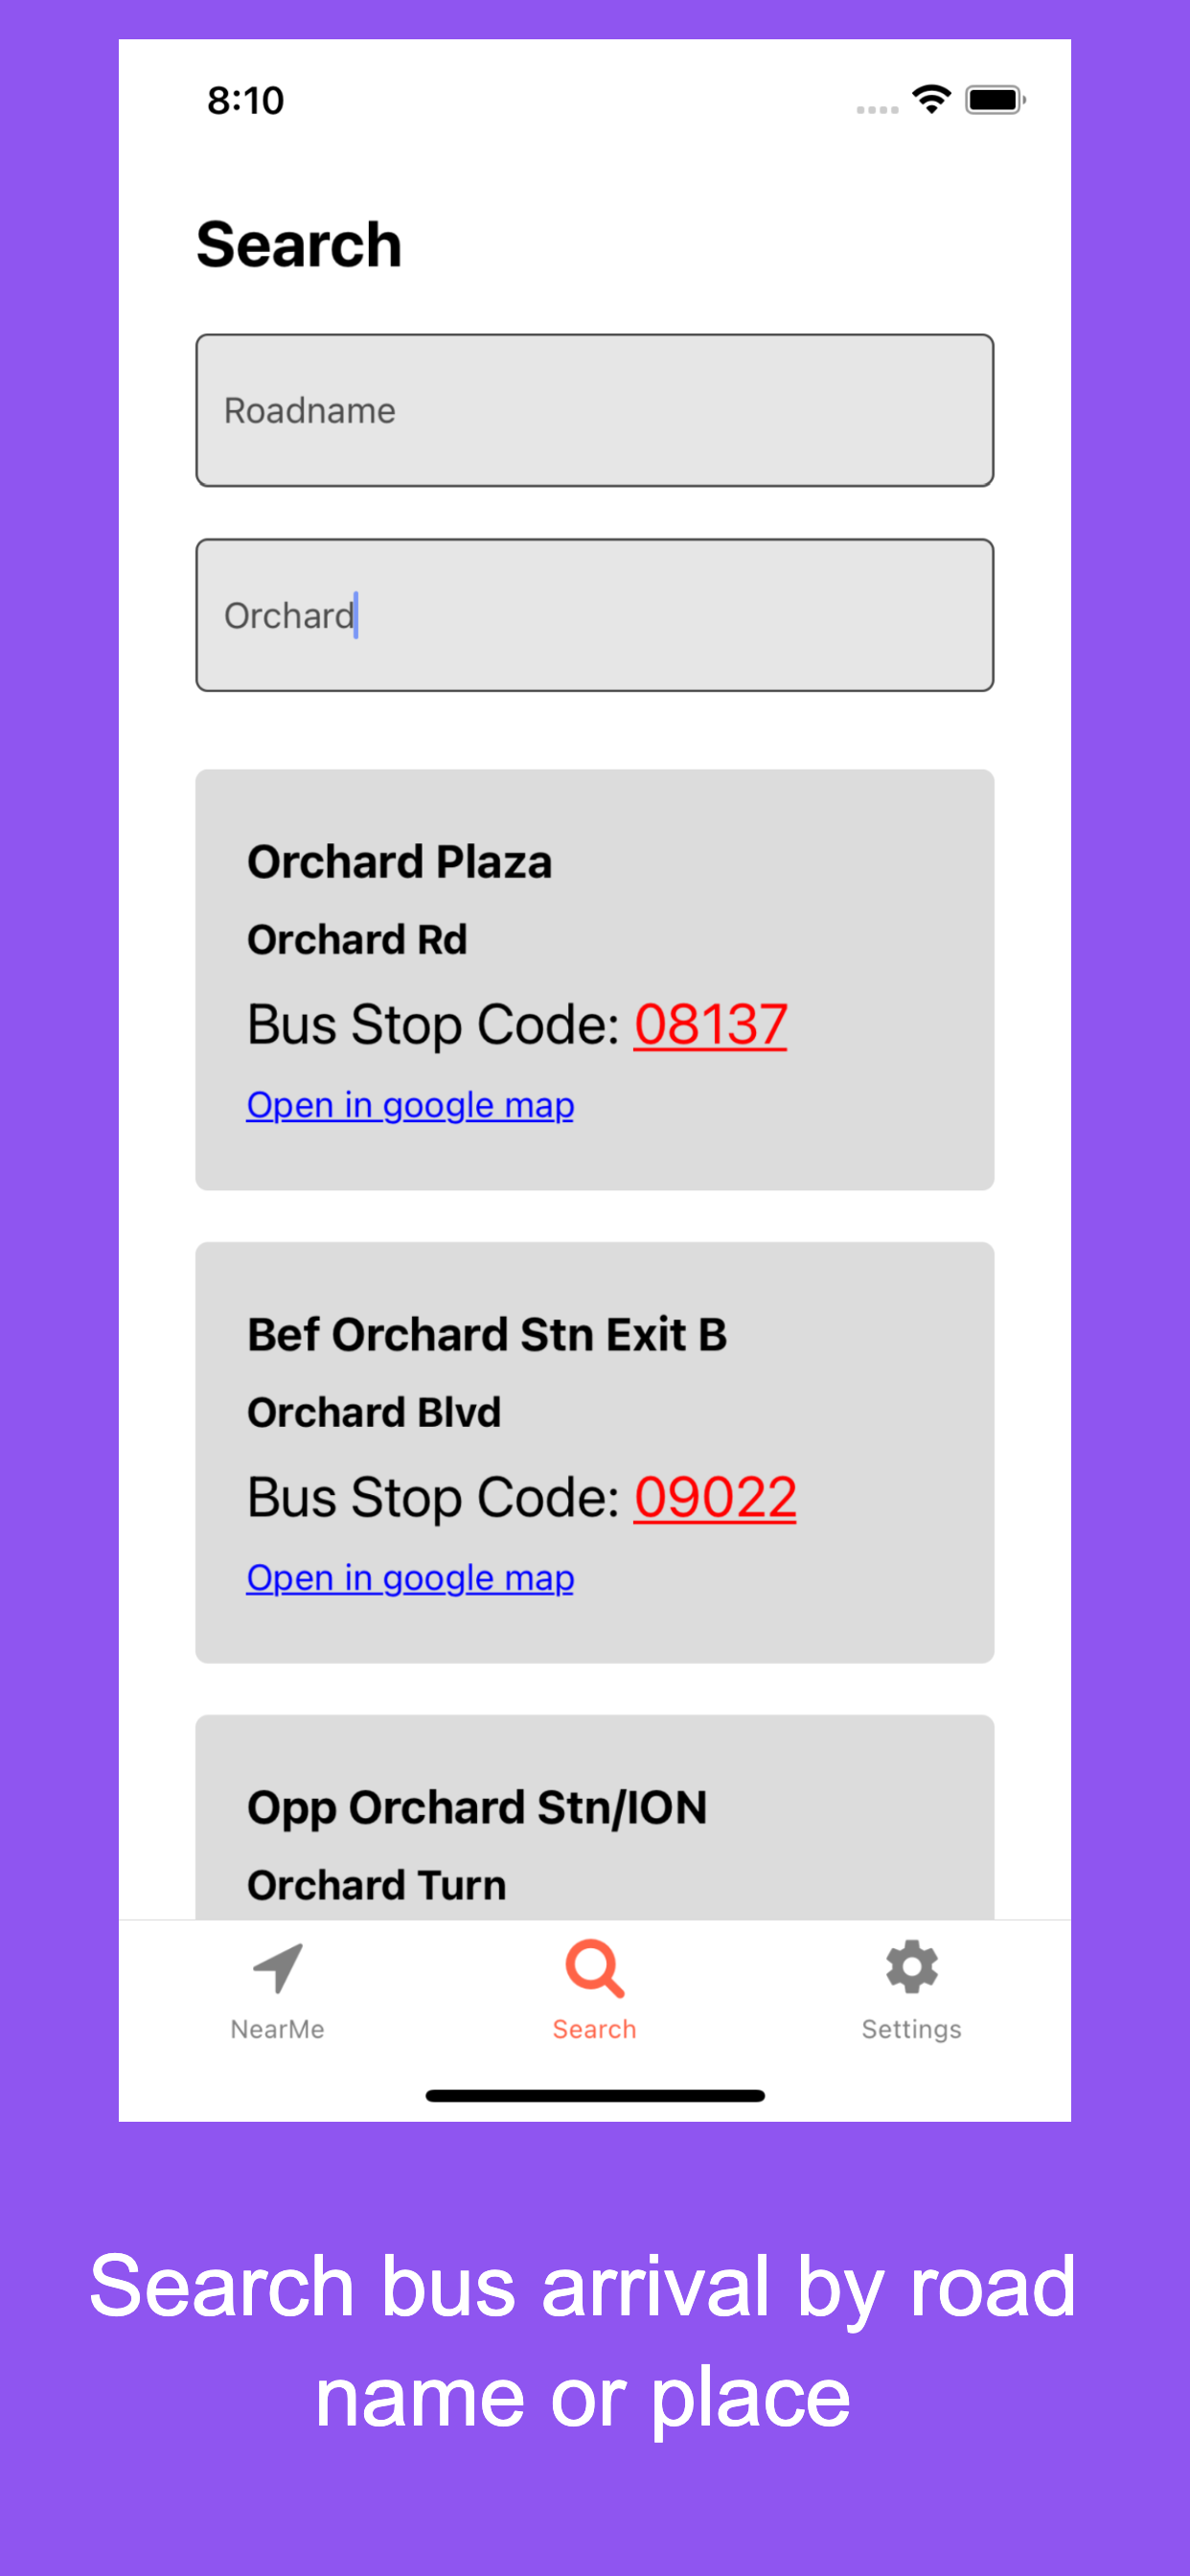 8:10
Search
Roadname
Orchard
Orchard Plaza
Orchard Rd
Bus Stop Code: 08137
Open in google map
Bef Orchard Stn Exit B
Orchard Blvd
Bus Stop Code: 09022
Open in google map
Opp Orchard Stn/ION
Orchard Turn
NearMe
Search
Settings
Search bus arrival by road
name or place